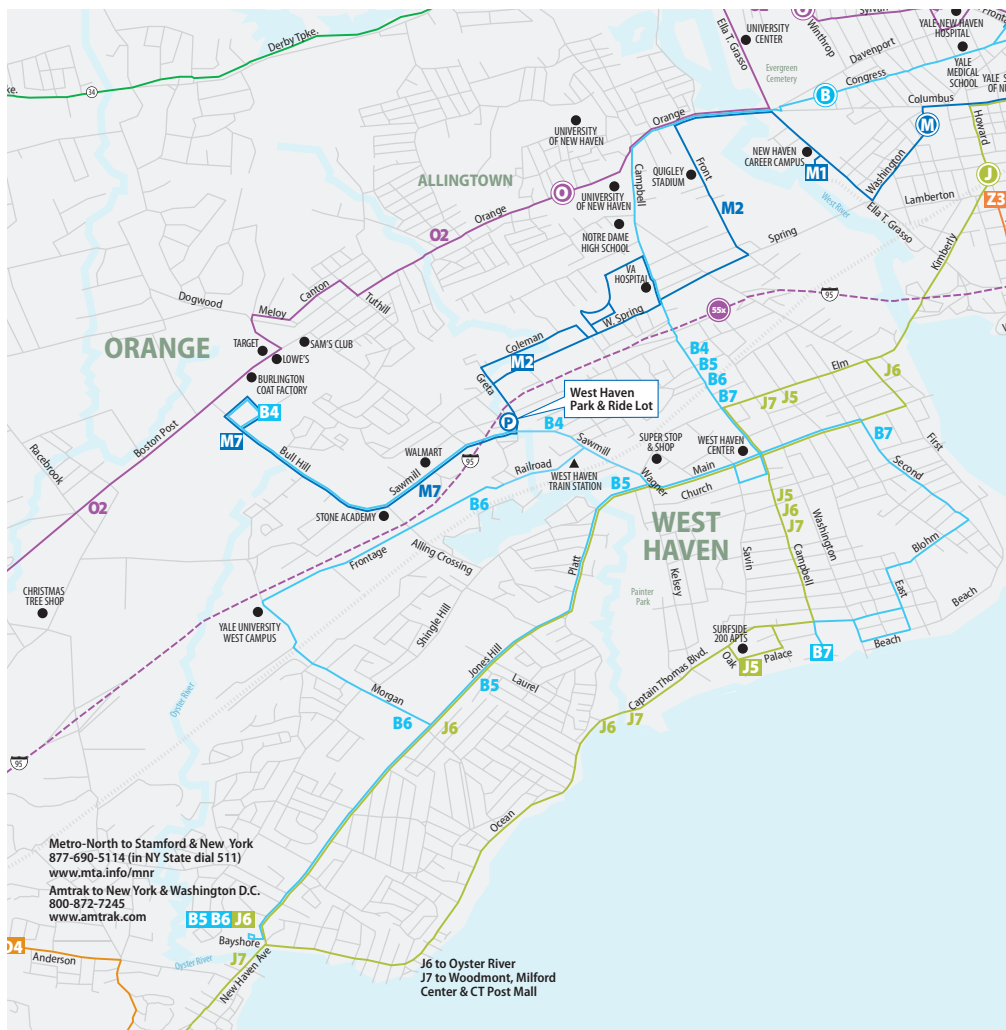 O2
O
Sylvan
Fronta
Winthrop
Ella T. Grasso
UNIVERSITY
CENTER
YALE-NEW HAVEN
HOSPITAL
Davenport
YALE
MEDICAL
SCHOOL
YALE S
OF NU
Evergreen
Cemetery
Congress
Derby Tpke.
ke.
34
B
Columbus
M
Howard
Orange
UNIVERSITY
OF NEW HAVEN
NEW HAVEN
CAREER CAMPUS
M1
Washington
J
Z3
Lamberton
West River
Ella T. Grasso
Kimberly
ALLINGTOWN
O
Campbell
QUIGLEY
STADIUM
Front
M2
UNIVERSITY
OF NEW HAVEN
Orange
O2
NOTRE DAME
HIGH SCHOOL
Spring
VA
HOSPITAL
95
55x
Dogwood
Meloy
Canton
Tuthill
W. Spring
Coleman
M2
Greta
ORANGE
TARGET
SAM'S CLUB
LOWE'S
BURLINGTON
COAT FACTORY
B4
B5
B6
B7
Elm
J6
J7
J5
West Haven
Park & Ride Lot
P
B4
B4
M7
Boston Post
Racebrook
Bull Hill
WALMART
Sawmill
M7
95
Sawmill
SUPER STOP
& SHOP
WEST HAVEN
CENTER
B7
First
Second
Railroad
WEST HAVEN
TRAIN STATION
B5
Wagner
Main
Church
B6
O2
STONE ACADEMY
WEST
HAVEN
J5
J6
J7
Washington
Campbell
Savin
Kelsey
Blohm
East
Beach
Beach
Frontage
Alling Crossing
Platt
Painter
Park
CHRISTMAS
TREE SHOP
YALE UNIVERSITY
WEST CAMPUS
Shingle Hill
SURFSIDE
200 APTS
Oak
Palace
J5
B7
Captain Thomas Blvd.
Jones Hill
Laurel
B5
Oyster River
Morgan
B6
J6
J6
J7
95
Ocean
Metro-North to Stamford & New York
877-690-5114 (in NY State dial 511)
www.mta.info/mnr
Amtrak to New York & Washington D.C.
800-872-7245
www.amtrak.com
B5 B6 J6
Bayshore
Oyster River
J7
New Haven Ave
O4
Anderson
J6 to Oyster River
J7 to Woodmont, Milford
Center & CT Post Mall